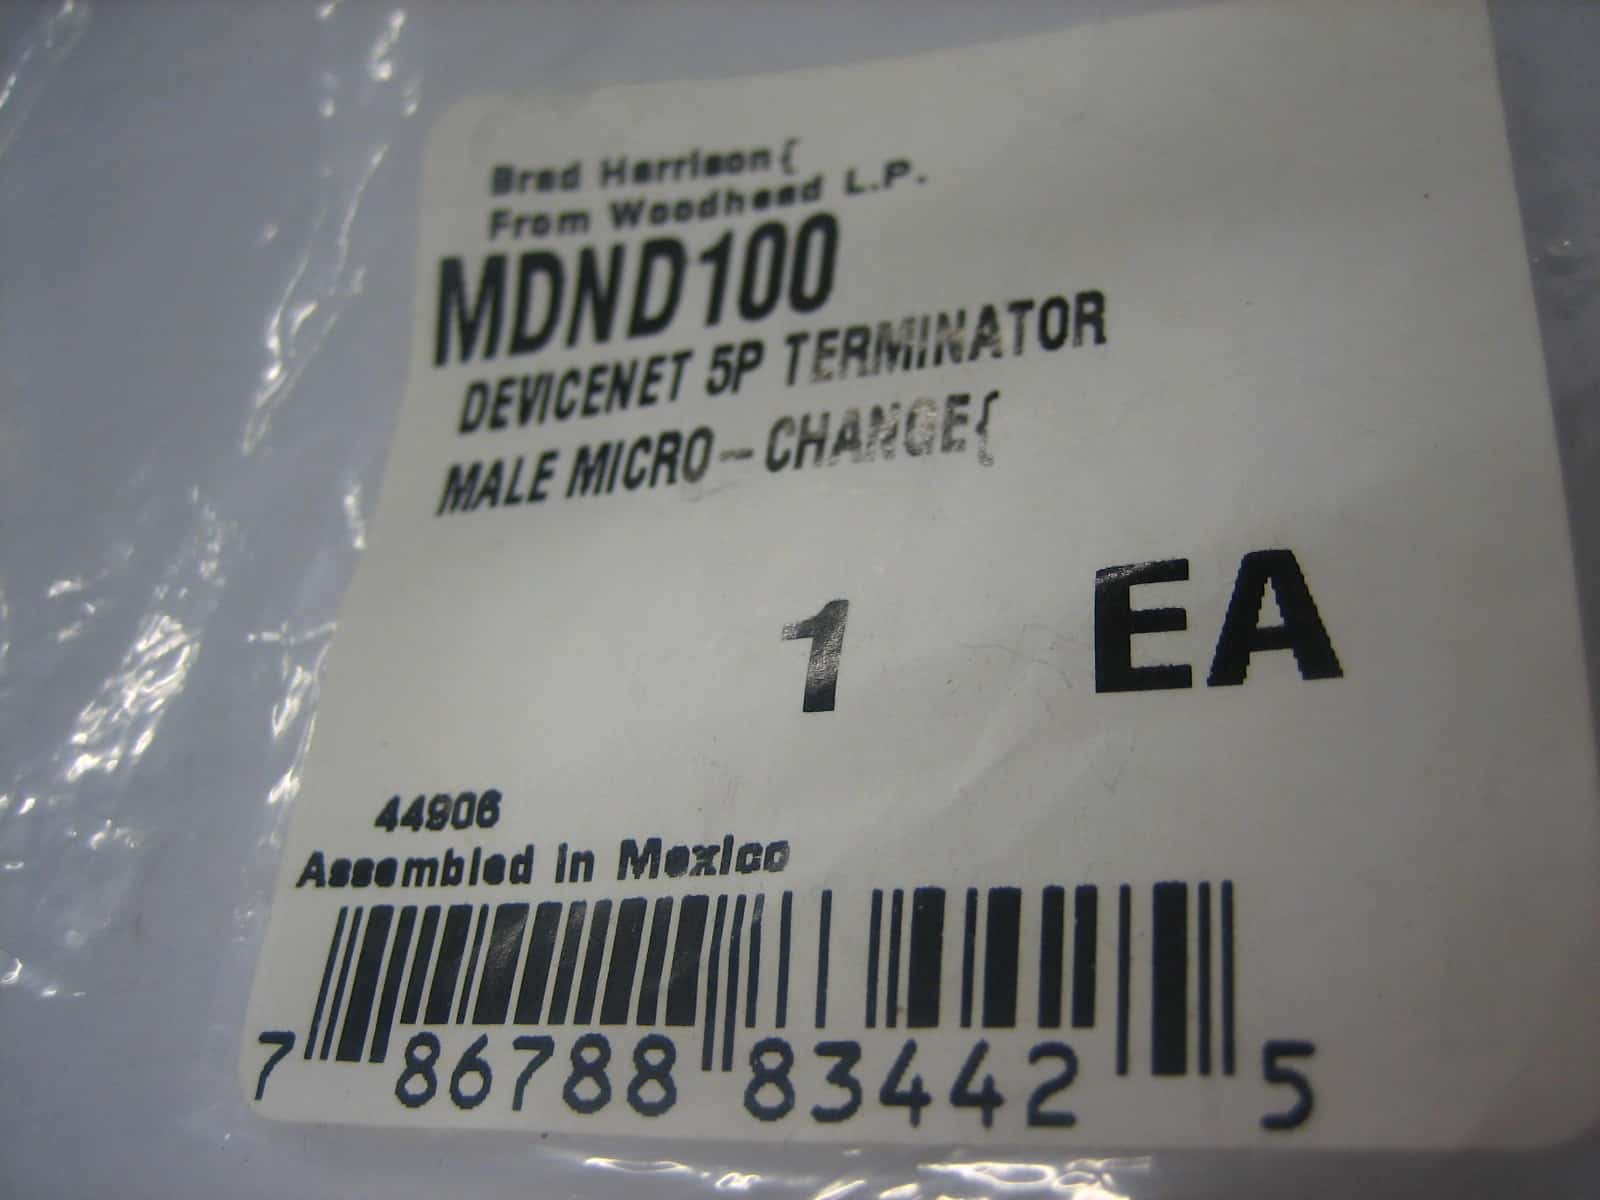 Brad Harrison{
From Woodhead L.P.
MDND100
DEVICENET 5P TERMINATOR
MALE MICRO-CHANGE{
1 EA
44906
Assembled in Mexico
7 86788 83442 5